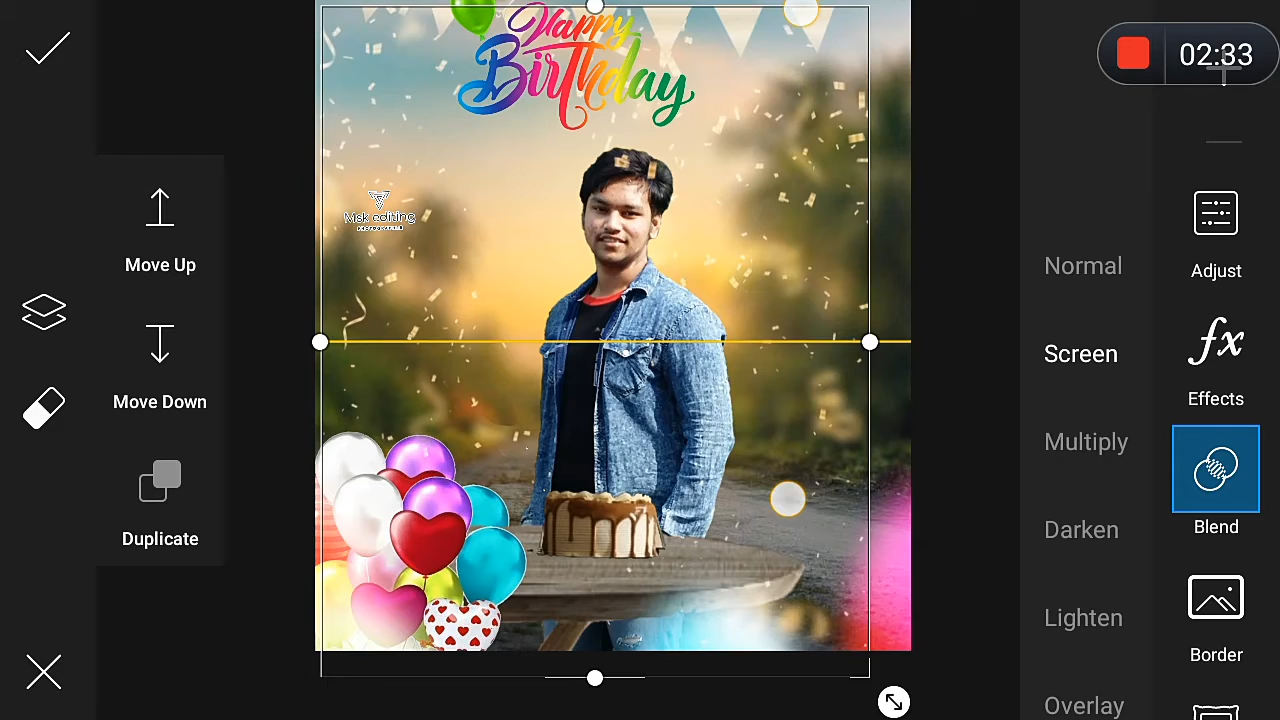 Happy
Birthday
02:33
Msk editing
Move Up
Move Down
Duplicate
Normal
Screen
Multiply
Darken
Lighten
Overlay
Adjust
fx
Effects
Blend
Border